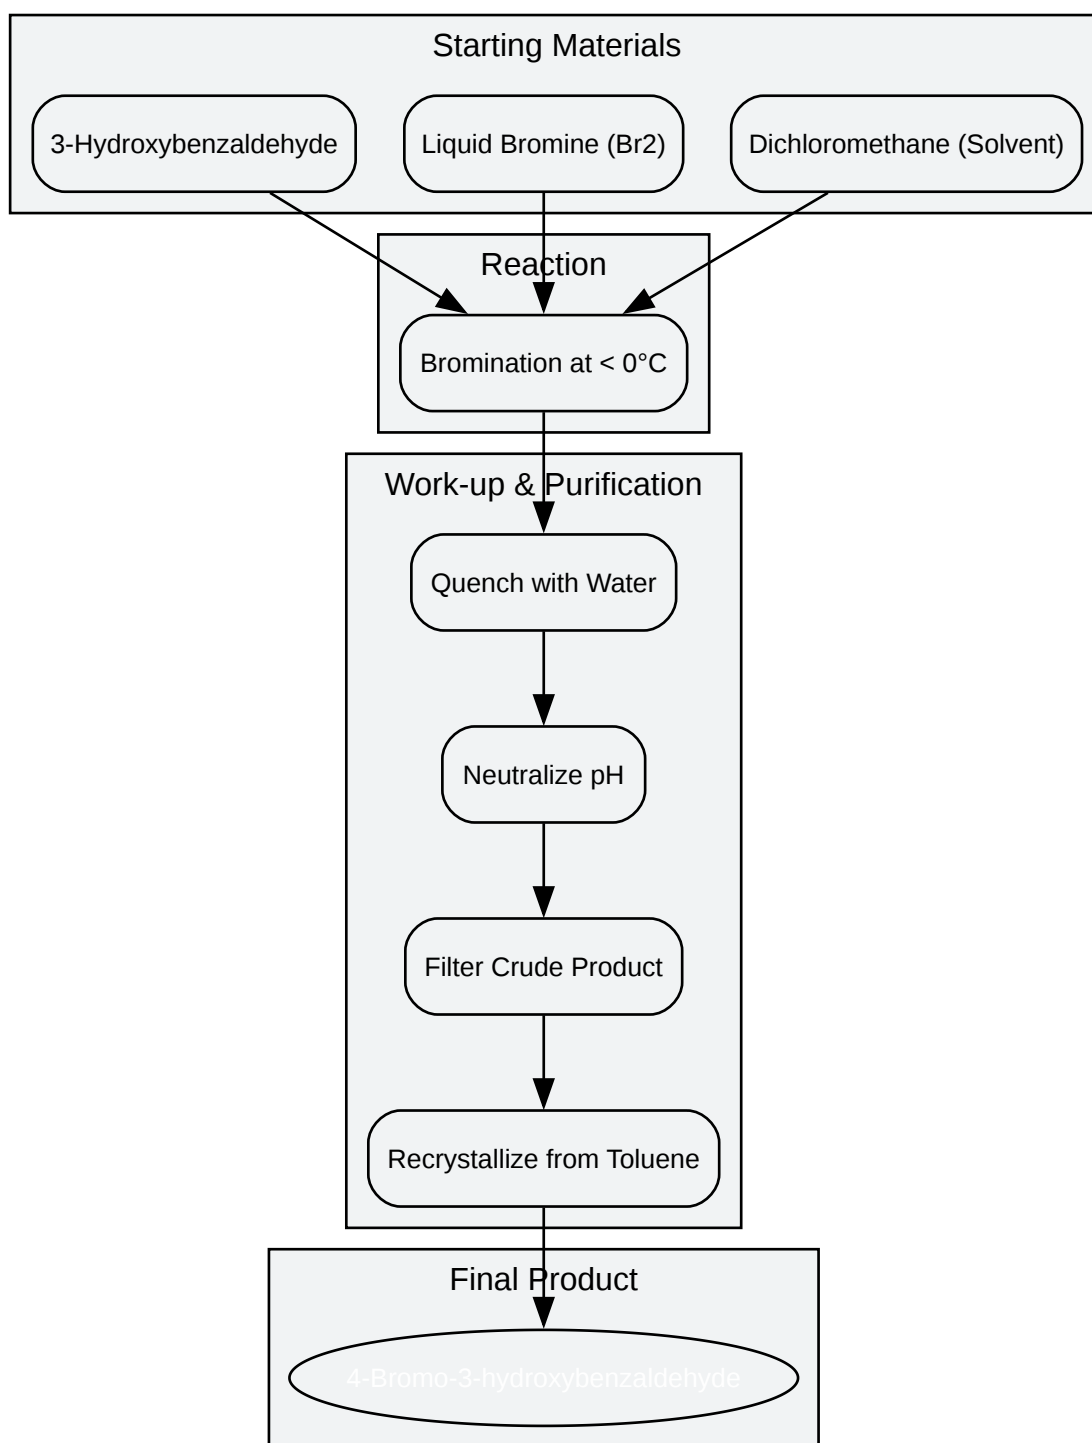 Starting Materials
3-Hydroxybenzaldehyde
Liquid Bromine (Br2)
Dichloromethane (Solvent)
Reaction
Bromination at < 0°C
Work-up & Purification
Quench with Water
Neutralize pH
Filter Crude Product
Recrystallize from Toluene
Final Product
4-Bromo-3-hydroxybenzaldehyde